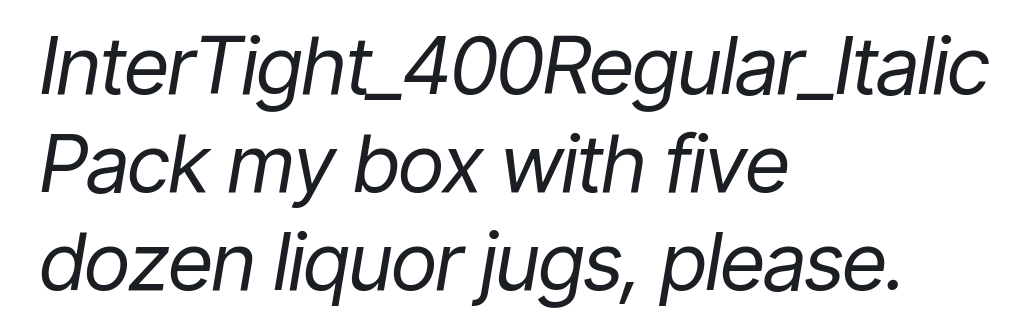 InterTight_400Regular_Italic
Pack my box with five
dozen liquor jugs, please.